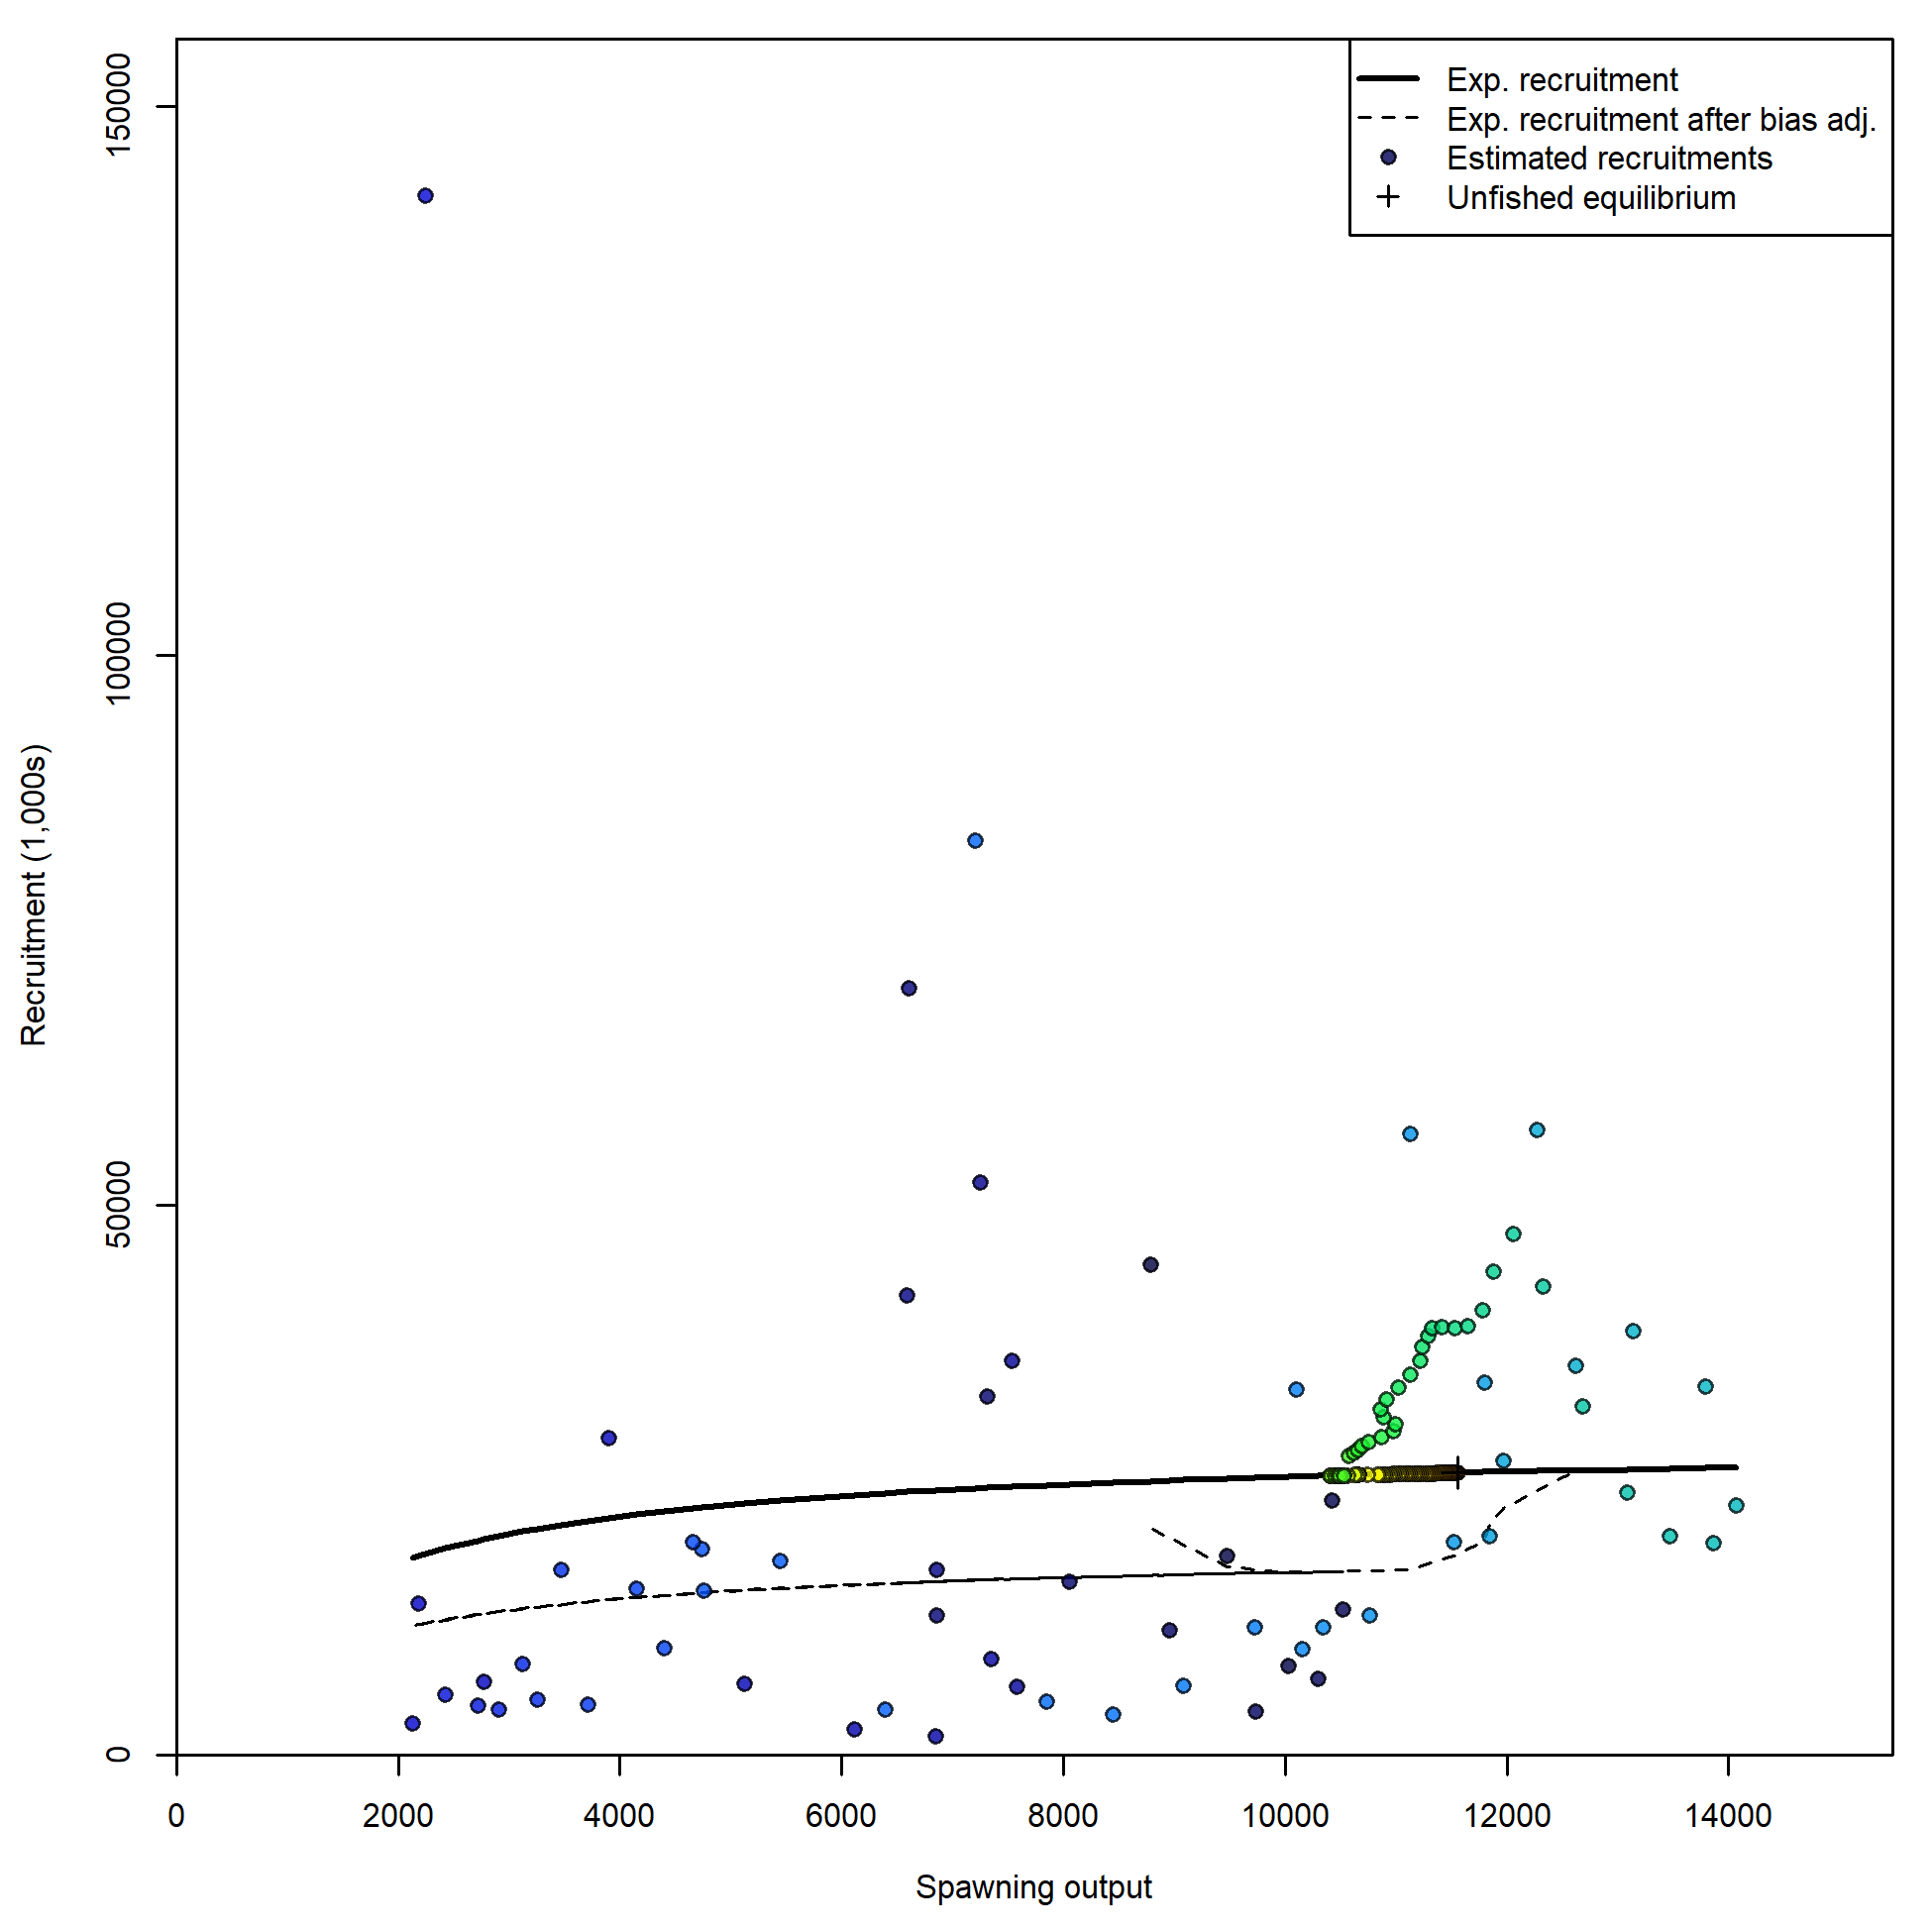 Exp. recruitment
Exp. recruitment after bias adj.
Estimated recruitments
Unfished equilibrium
150000
100000
50000
0
Recruitment (1,000s)
0 2000 4000 6000 8000 10000 12000 14000
Spawning output